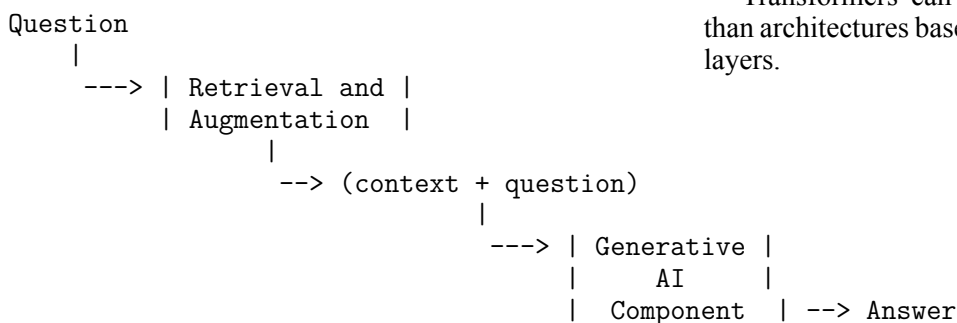 Transformers can
than architectures base
layers.
Question
|
---> | Retrieval and |
| Augmentation |
|
--> (context + question)
|
---> | Generative |
| AI |
| Component | --> Answer